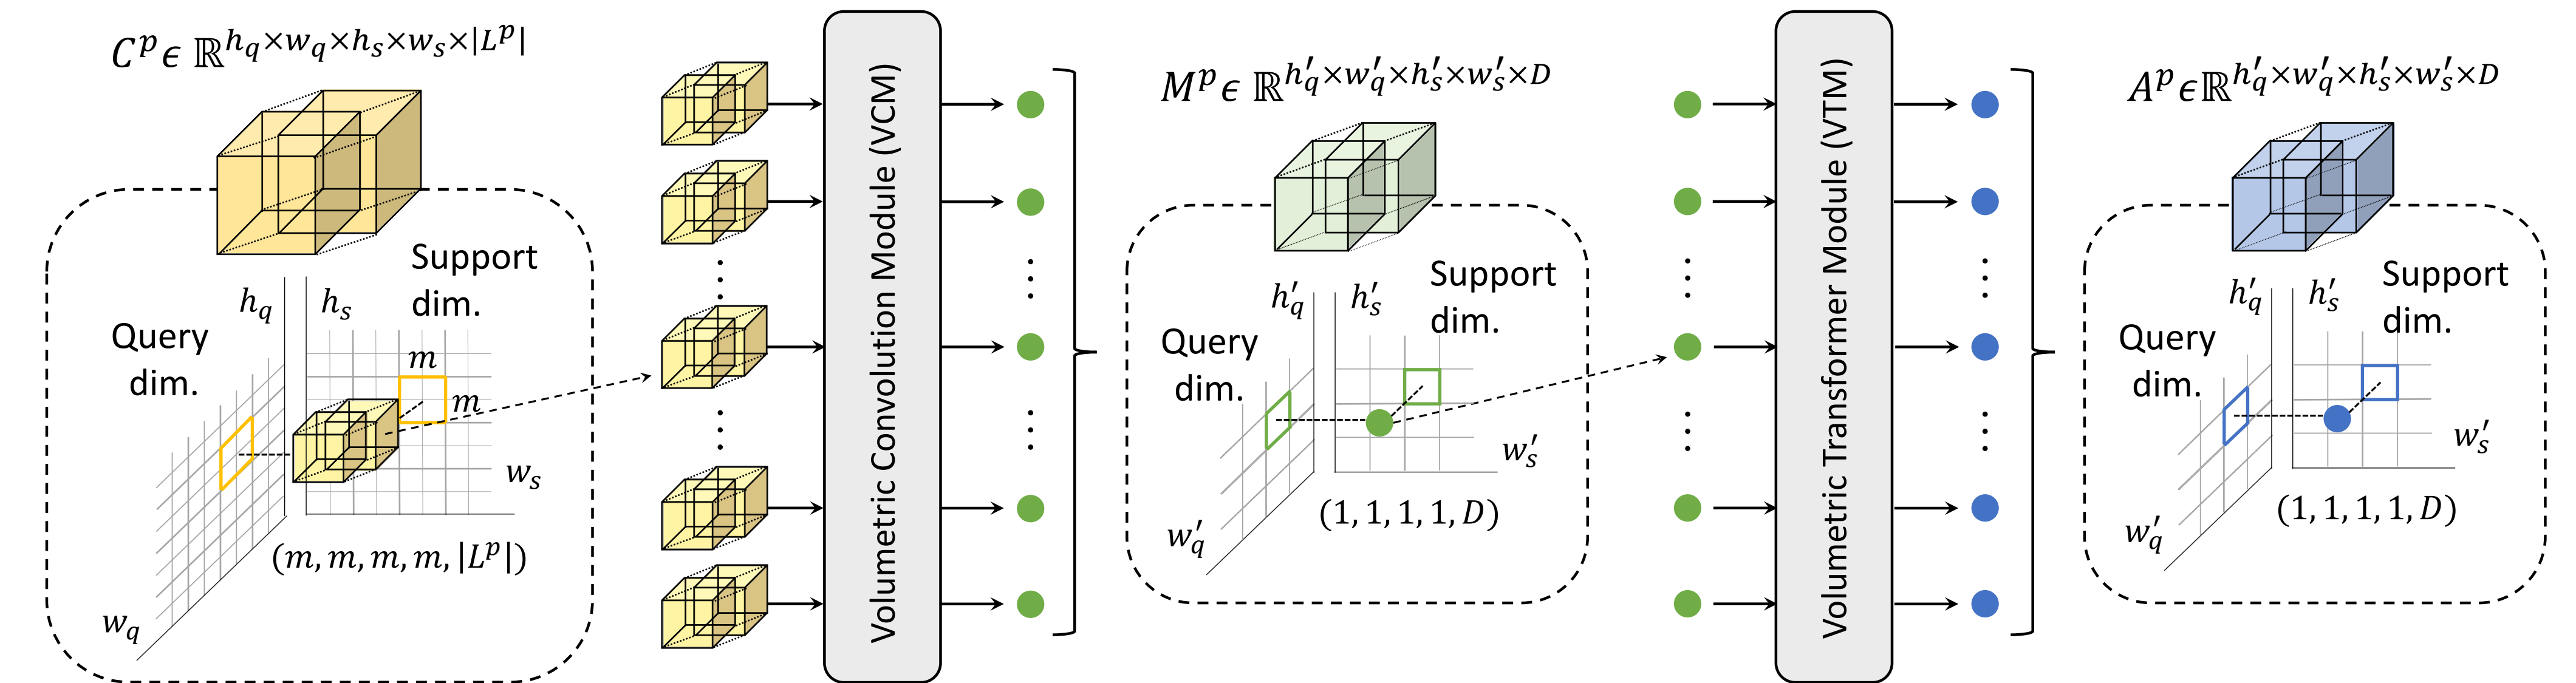 C^p ϵ ℝ^{h_q×w_q×h_s×w_s×|L^p|}
Support
dim.
h_q
h_s
Query
dim.
m
m
w_s
(m, m, m, m, |L^p|)
w_q
Volumetric Convolution Module (VCM)
M^p ϵ ℝ^{h′_q×w′_q×h′_s×w′_s×D}
Support
dim.
h′_q
h′_s
Query
dim.
w′_s
(1, 1, 1, 1, D)
w′_q
Volumetric Transformer Module (VTM)
A^p ϵ ℝ^{h′_q×w′_q×h′_s×w′_s×D}
Support
dim.
h′_q
h′_s
Query
dim.
w′_s
(1, 1, 1, 1, D)
w′_q